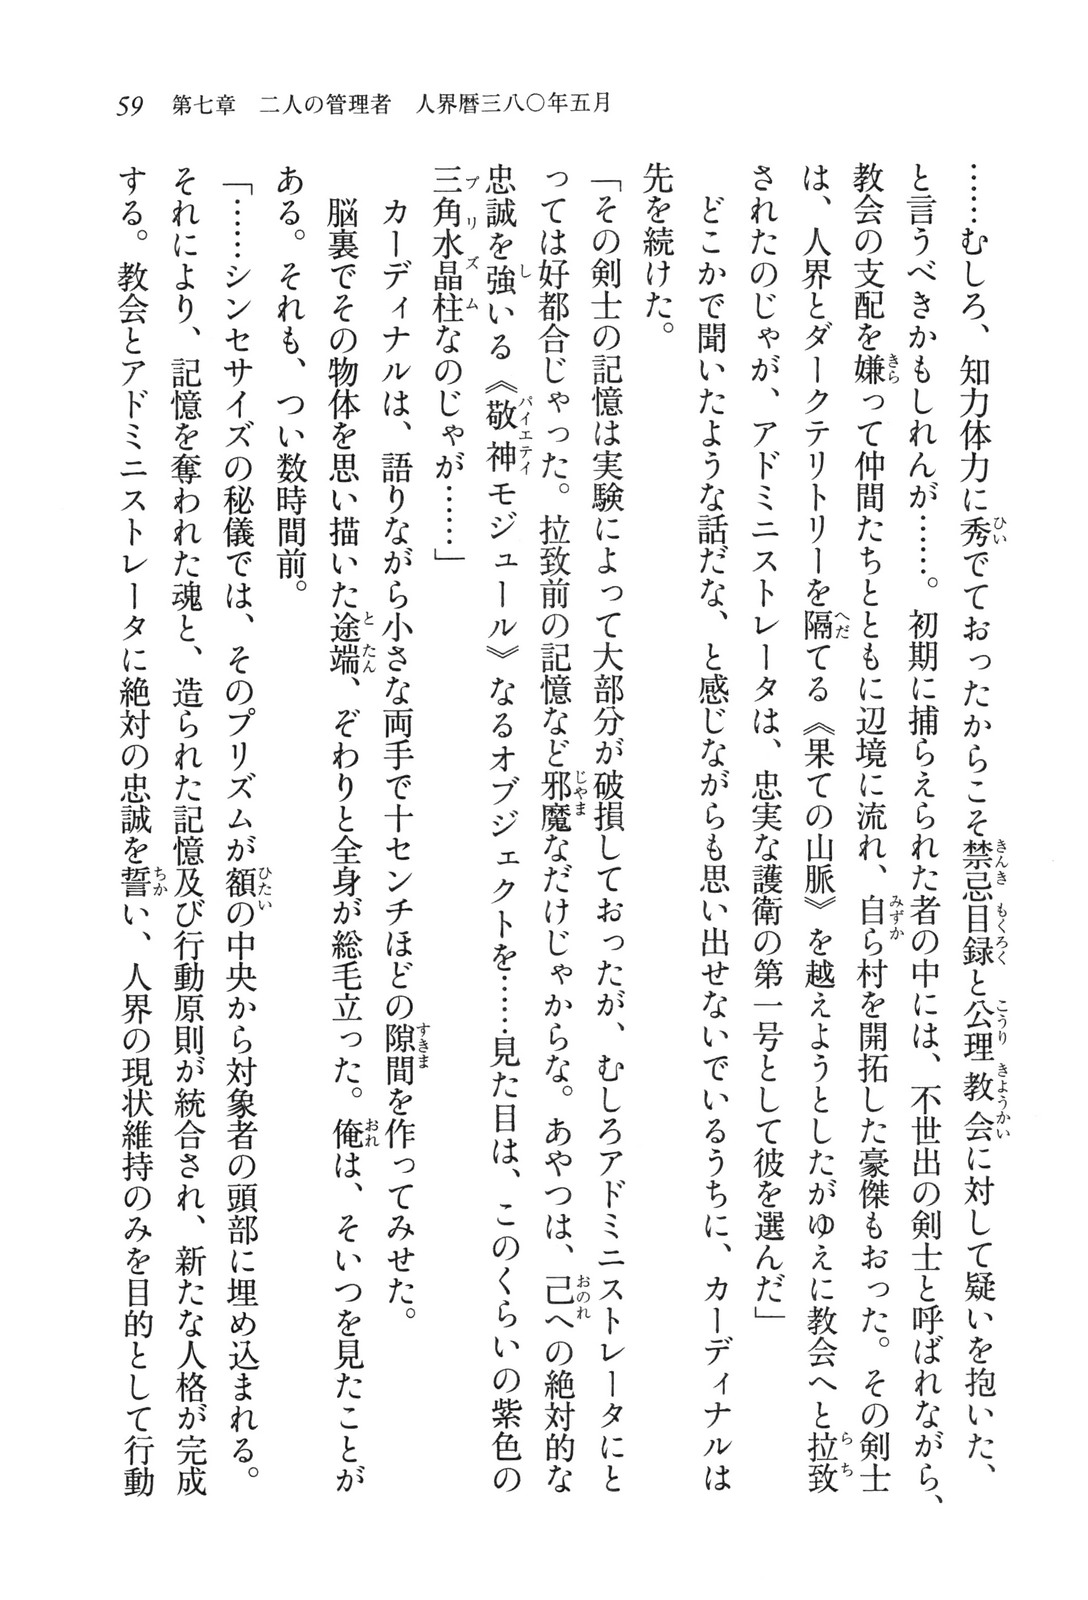 59 第七章 二人の管理者 人界暦三八〇年五月
……むしろ、知力体力に秀でておったからこそ禁忌目録と公理教会に対して疑いを抱いた、
と言うべきかもしれんが……。初期に捕らえられた者の中には、不世出の剣士と呼ばれながら、
教会の支配を嫌って仲間たちとともに辺境に流れ、自ら村を開拓した豪傑もおった。その剣士
は、人界とダークテリトリーを隔てる《果ての山脈》を越えようとしたがゆえに教会へと拉致
されたのじゃが、アドミニストレータは、忠実な護衛の第一号として彼を選んだ」
どこかで聞いたような話だな、と感じながらも思い出せないでいるうちに、カーディナルは
先を続けた。
「その剣士の記憶は実験によって大部分が破損しておったが、むしろアドミニストレータにと
っては好都合じゃった。拉致前の記憶など邪魔なだけじゃからな。あやつは、己への絶対的な
忠誠を強いる《敬神モジュール》なるオブジェクトを……見た目は、このくらいの紫色の
三角水晶柱なのじゃが……」
カーディナルは、語りながら小さな両手で十センチほどの隙間を作ってみせた。
脳裏でその物体を思い描いた途端、ぞわりと全身が総毛立った。俺は、そいつを見たことが
ある。それも、つい数時間前。
「……シンセサイズの秘儀では、そのプリズムが額の中央から対象者の頭部に埋め込まれる。
それにより、記憶を奪われた魂と、造られた記憶及び行動原則が統合され、新たな人格が完成
する。教会とアドミニストレータに絶対の忠誠を誓い、人界の現状維持のみを目的として行動